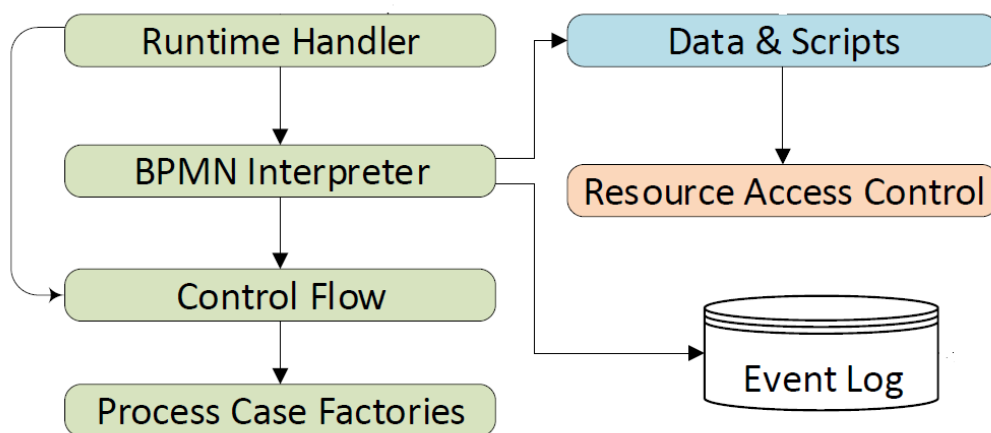 Runtime Handler
Data & Scripts
BPMN Interpreter
Resource Access Control
Control Flow
Event Log
Process Case Factories